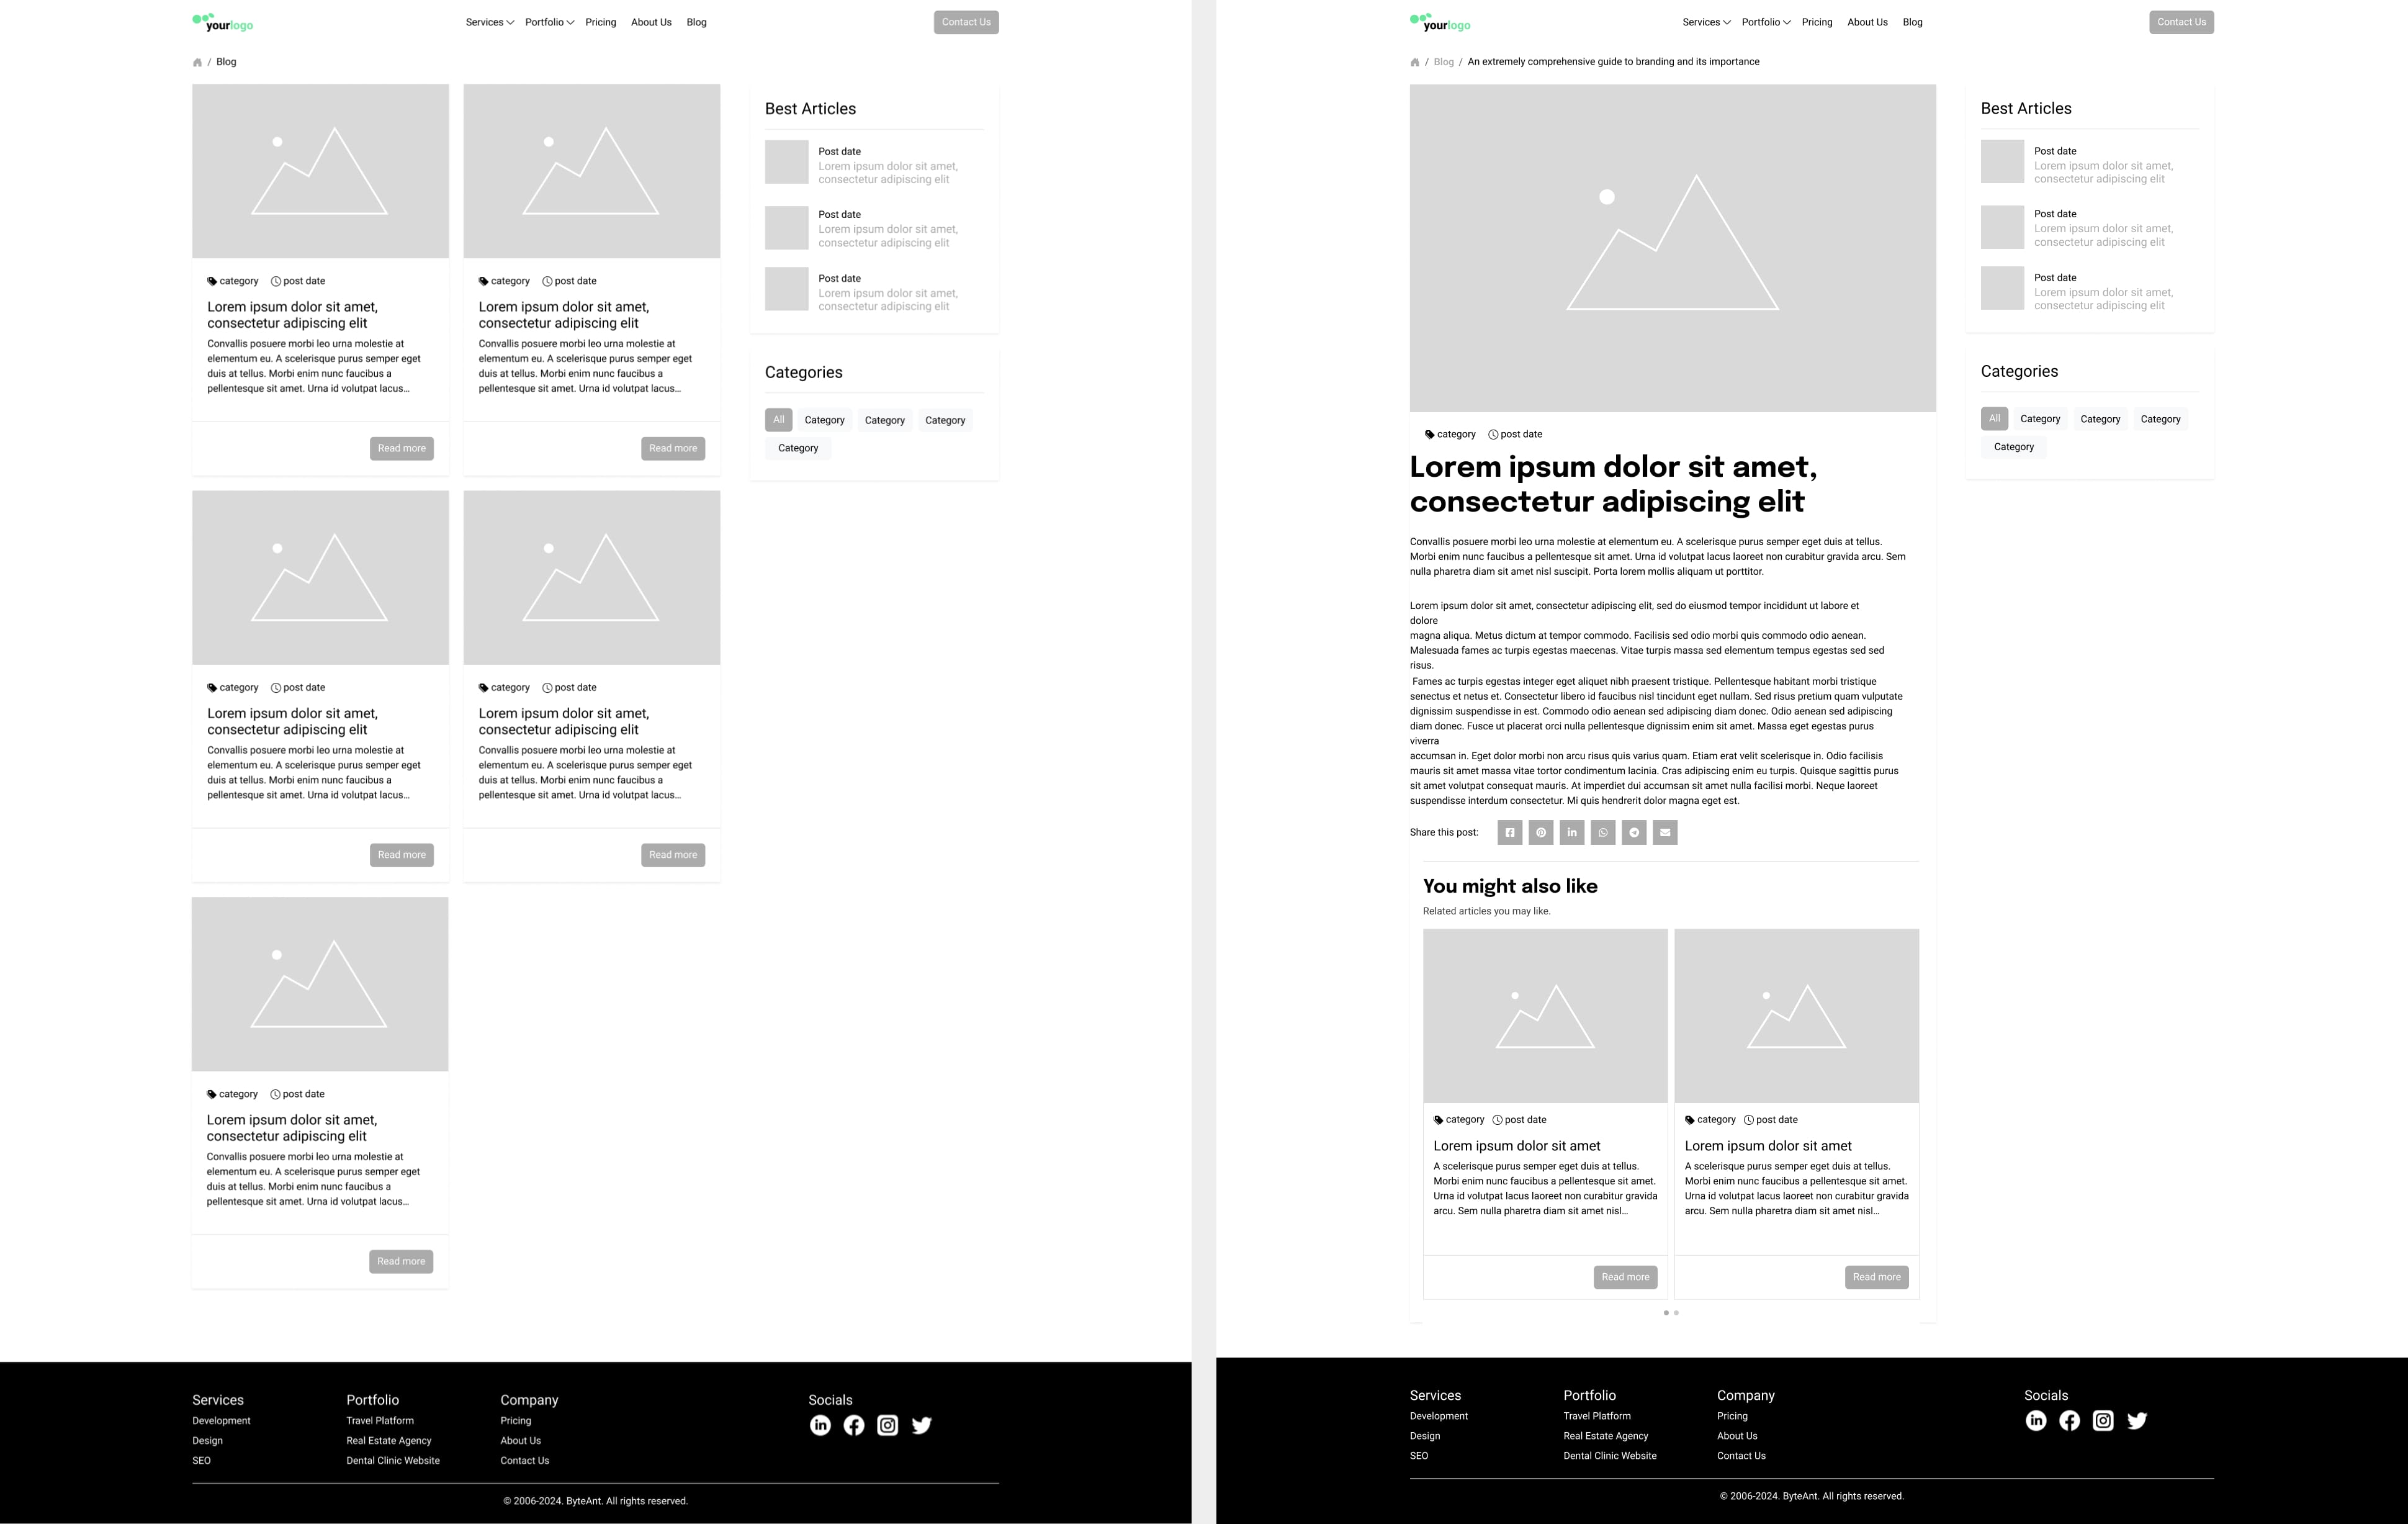 yourlogo
Services
Portfolio
Pricing
About Us
Blog
Contact Us
/ Blog
category
post date
Lorem ipsum dolor sit amet,
consectetur adipiscing elit
Convallis posuere morbi leo urna molestie at
elementum eu. A scelerisque purus semper eget
duis at tellus. Morbi enim nunc faucibus a
pellentesque sit amet. Urna id volutpat lacus...
Read more
category
post date
Lorem ipsum dolor sit amet,
consectetur adipiscing elit
Convallis posuere morbi leo urna molestie at
elementum eu. A scelerisque purus semper eget
duis at tellus. Morbi enim nunc faucibus a
pellentesque sit amet. Urna id volutpat lacus...
Read more
category
post date
Lorem ipsum dolor sit amet,
consectetur adipiscing elit
Convallis posuere morbi leo urna molestie at
elementum eu. A scelerisque purus semper eget
duis at tellus. Morbi enim nunc faucibus a
pellentesque sit amet. Urna id volutpat lacus...
Read more
category
post date
Lorem ipsum dolor sit amet,
consectetur adipiscing elit
Convallis posuere morbi leo urna molestie at
elementum eu. A scelerisque purus semper eget
duis at tellus. Morbi enim nunc faucibus a
pellentesque sit amet. Urna id volutpat lacus...
Read more
category
post date
Lorem ipsum dolor sit amet,
consectetur adipiscing elit
Convallis posuere morbi leo urna molestie at
elementum eu. A scelerisque purus semper eget
duis at tellus. Morbi enim nunc faucibus a
pellentesque sit amet. Urna id volutpat lacus...
Read more
Best Articles
Post date
Lorem ipsum dolor sit amet,
consectetur adipiscing elit
Post date
Lorem ipsum dolor sit amet,
consectetur adipiscing elit
Post date
Lorem ipsum dolor sit amet,
consectetur adipiscing elit
Categories
All
Category
Category
Category
Category
Services
Development
Design
SEO
Portfolio
Travel Platform
Real Estate Agency
Dental Clinic Website
Company
Pricing
About Us
Contact Us
Socials
© 2006-2024. ByteAnt. All rights reserved.
yourlogo
Services
Portfolio
Pricing
About Us
Blog
Contact Us
/ Blog / An extremely comprehensive guide to branding and its importance
category
post date
Lorem ipsum dolor sit amet,
consectetur adipiscing elit
Convallis posuere morbi leo urna molestie at elementum eu. A scelerisque purus semper eget duis at tellus.
Morbi enim nunc faucibus a pellentesque sit amet. Urna id volutpat lacus laoreet non curabitur gravida arcu. Sem
nulla pharetra diam sit amet nisl suscipit. Porta lorem mollis aliquam ut porttitor.
Lorem ipsum dolor sit amet, consectetur adipiscing elit, sed do eiusmod tempor incididunt ut labore et
dolore
magna aliqua. Metus dictum at tempor commodo. Facilisis sed odio morbi quis commodo odio aenean.
Malesuada fames ac turpis egestas maecenas. Vitae turpis massa sed elementum tempus egestas sed sed
risus.
Fames ac turpis egestas integer eget aliquet nibh praesent tristique. Pellentesque habitant morbi tristique
senectus et netus et. Consectetur libero id faucibus nisl tincidunt eget nullam. Sed risus pretium quam vulputate
dignissim suspendisse in est. Commodo odio aenean sed adipiscing diam donec. Odio aenean sed adipiscing
diam donec. Fusce ut placerat orci nulla pellentesque dignissim enim sit amet. Massa eget egestas purus
viverra
accumsan in. Eget dolor morbi non arcu risus quis varius quam. Etiam erat velit scelerisque in. Odio facilisis
mauris sit amet massa vitae tortor condimentum lacinia. Cras adipiscing enim eu turpis. Quisque sagittis purus
sit amet volutpat consequat mauris. At imperdiet dui accumsan sit amet nulla facilisi morbi. Neque laoreet
suspendisse interdum consectetur. Mi quis hendrerit dolor magna eget est.
Share this post:
You might also like
Related articles you may like.
category
post date
Lorem ipsum dolor sit amet
A scelerisque purus semper eget duis at tellus.
Morbi enim nunc faucibus a pellentesque sit amet.
Urna id volutpat lacus laoreet non curabitur gravida
arcu. Sem nulla pharetra diam sit amet nisl...
Read more
category
post date
Lorem ipsum dolor sit amet
A scelerisque purus semper eget duis at tellus.
Morbi enim nunc faucibus a pellentesque sit amet.
Urna id volutpat lacus laoreet non curabitur gravida
arcu. Sem nulla pharetra diam sit amet nisl...
Read more
Best Articles
Post date
Lorem ipsum dolor sit amet,
consectetur adipiscing elit
Post date
Lorem ipsum dolor sit amet,
consectetur adipiscing elit
Post date
Lorem ipsum dolor sit amet,
consectetur adipiscing elit
Categories
All
Category
Category
Category
Category
Services
Development
Design
SEO
Portfolio
Travel Platform
Real Estate Agency
Dental Clinic Website
Company
Pricing
About Us
Contact Us
Socials
© 2006-2024. ByteAnt. All rights reserved.